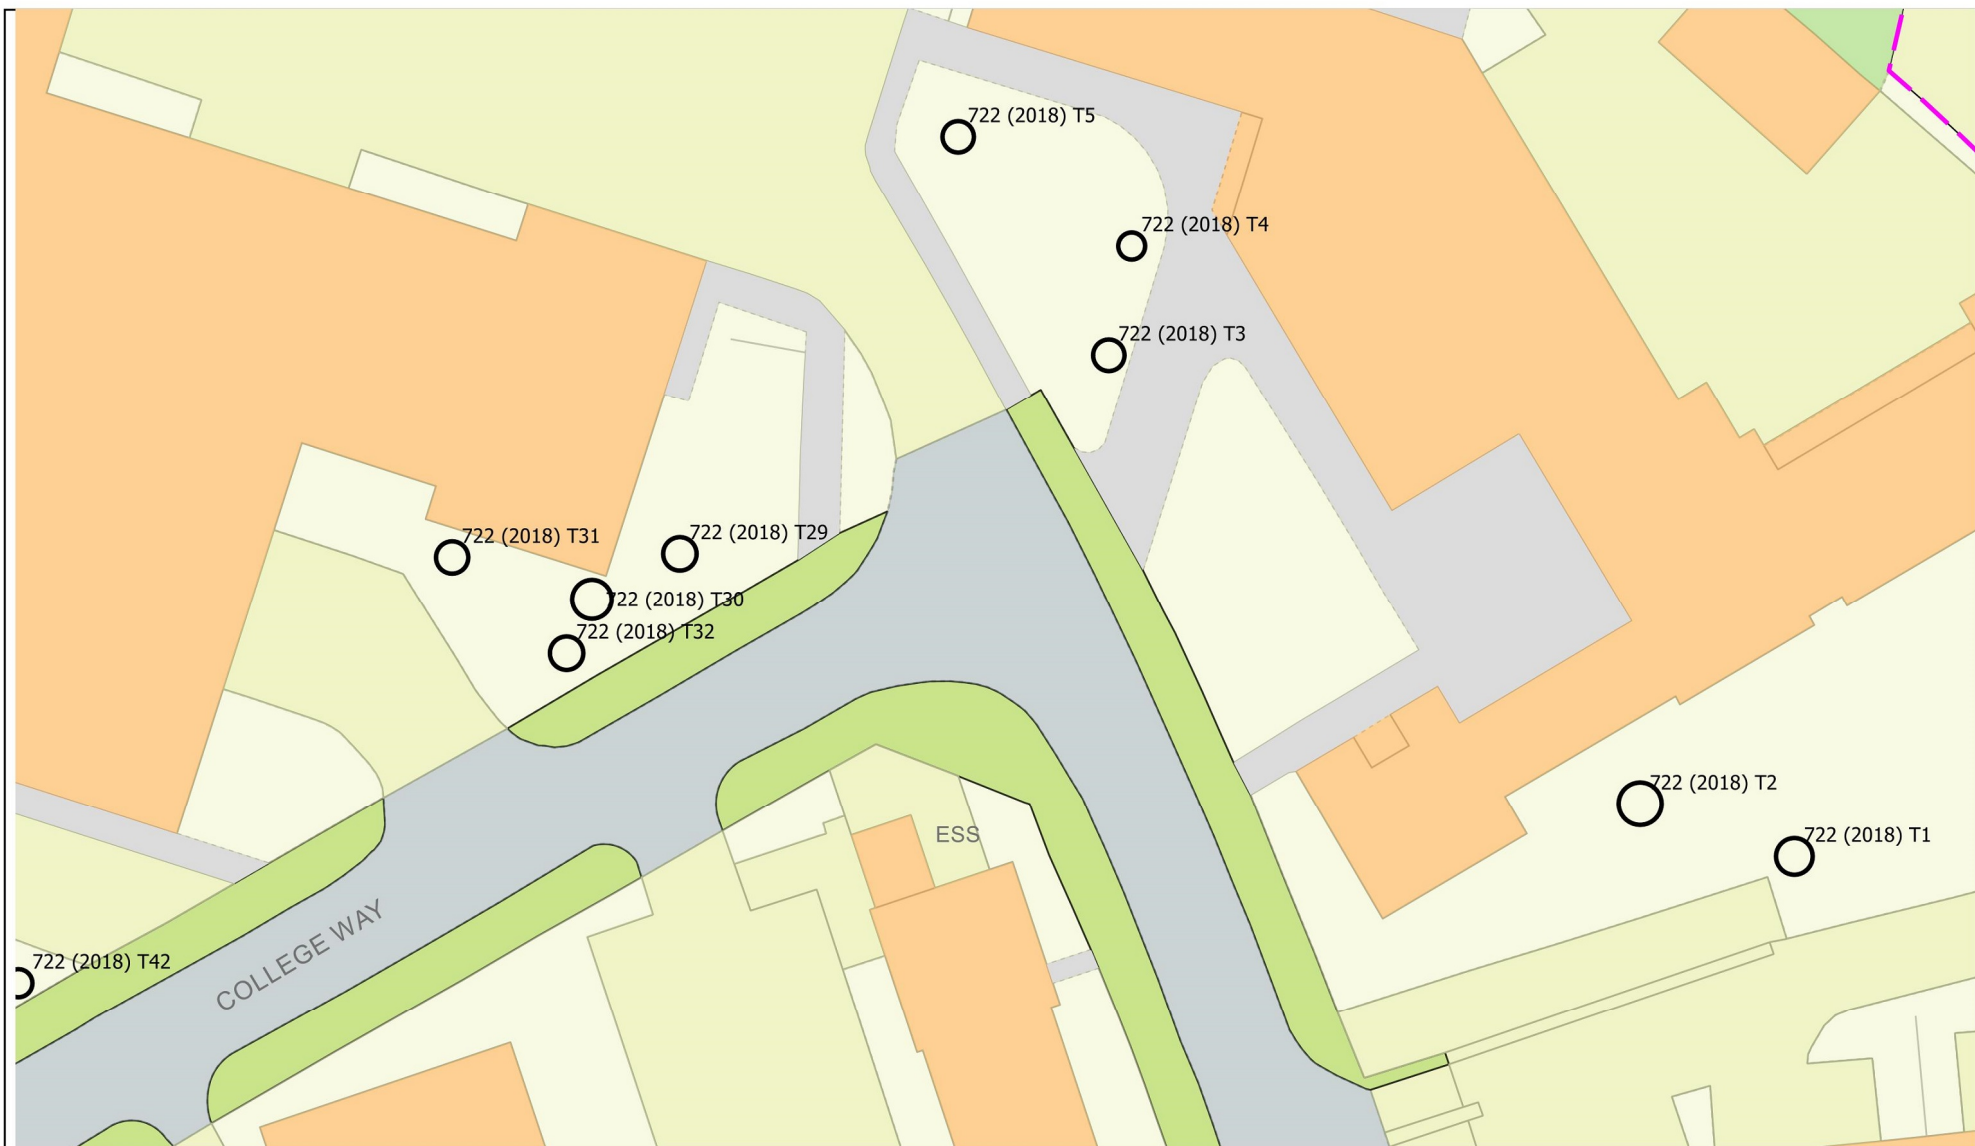 722 (2018) T5
722 (2018) T4
722 (2018) T3
722 (2018) T31
722 (2018) T29
722 (2018) T30
722 (2018) T32
722 (2018) T2
ESS
722 (2018) T1
COLLEGE WAY
722 (2018) T42